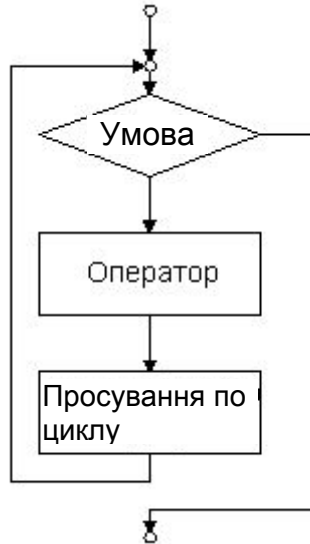 Умова
Оператор
Просування по
циклу